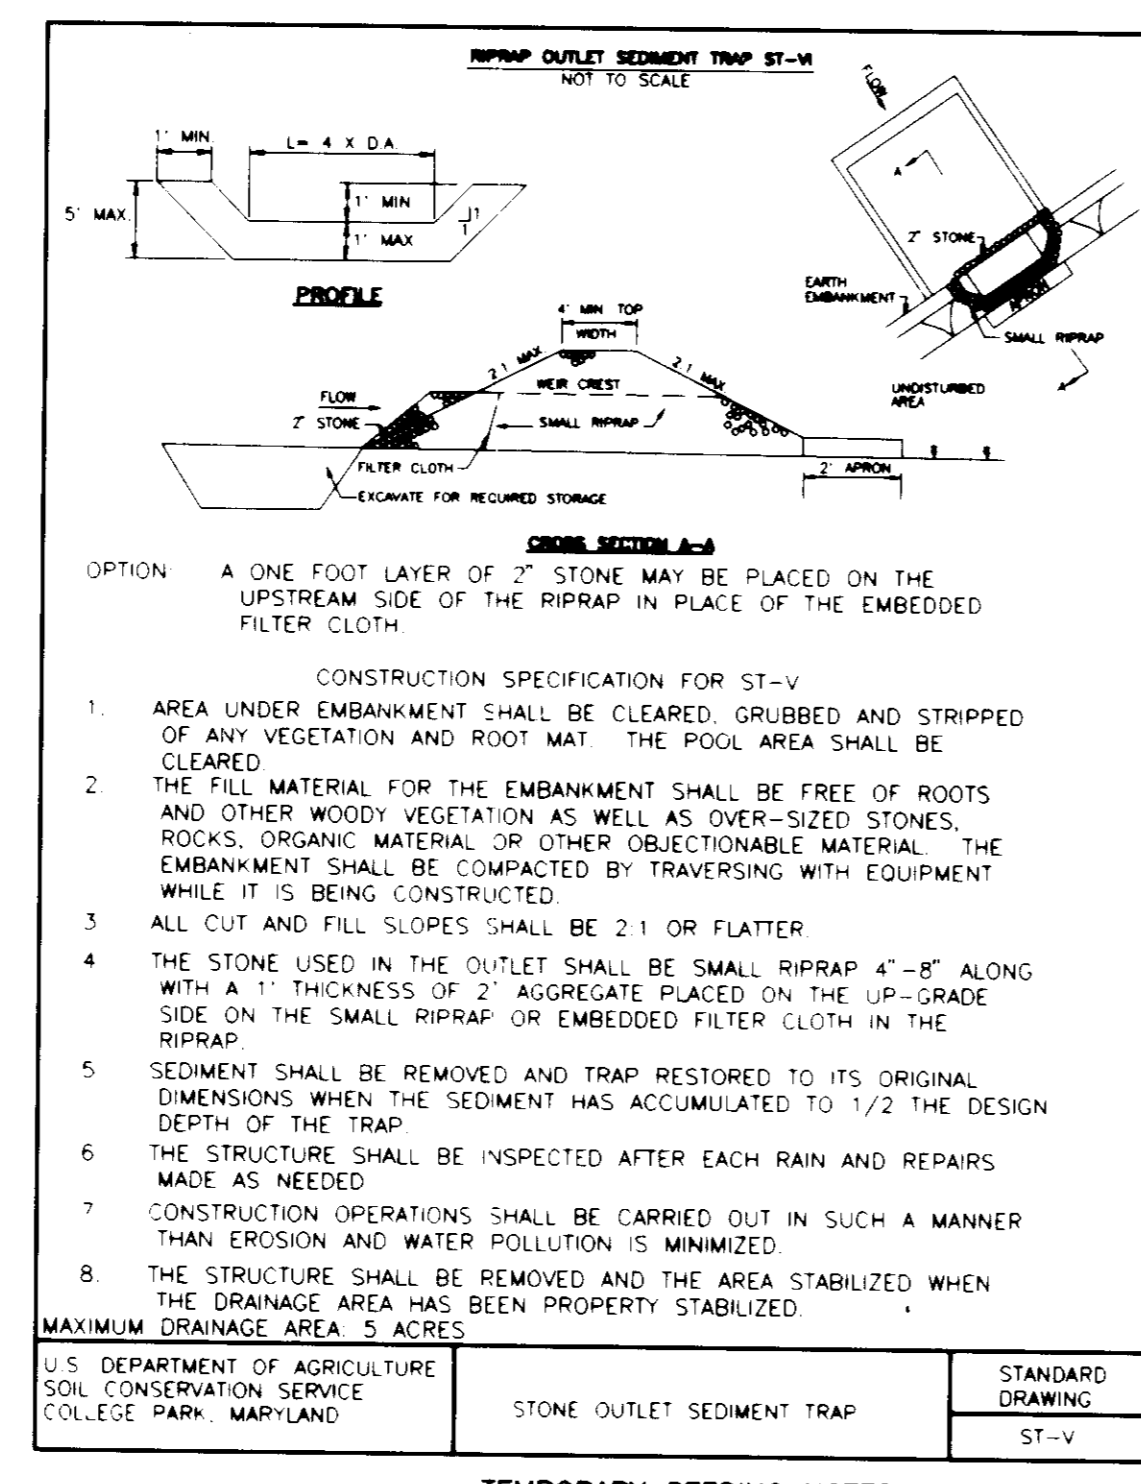 RIPRAP OUTLET SEDIMENT TRAP ST-VI
NOT TO SCALE
1' MIN.
L= 4 X D.A.
5' MAX.
1' MIN
1' MAX
1
1
PROFILE
FLOW
A
2" STONE
EARTH
EMBANKMENT
APRON
SMALL RIPRAP
UNDISTURBED
AREA
A
4' MIN TOP
WIDTH
2:1 MAX.
2:1 MAX
WEIR CREST
FLOW
2" STONE
SMALL RIPRAP
FILTER CLOTH
2' APRON
EXCAVATE FOR REQUIRED STORAGE
CROSS SECTION A-A
OPTION: A ONE FOOT LAYER OF 2" STONE MAY BE PLACED ON THE
UPSTREAM SIDE OF THE RIPRAP IN PLACE OF THE EMBEDDED
FILTER CLOTH.
CONSTRUCTION SPECIFICATION FOR ST-V
1. AREA UNDER EMBANKMENT SHALL BE CLEARED, GRUBBED AND STRIPPED
OF ANY VEGETATION AND ROOT MAT. THE POOL AREA SHALL BE
CLEARED.
2. THE FILL MATERIAL FOR THE EMBANKMENT SHALL BE FREE OF ROOTS
AND OTHER WOODY VEGETATION AS WELL AS OVER-SIZED STONES,
ROCKS, ORGANIC MATERIAL OR OTHER OBJECTIONABLE MATERIAL. THE
EMBANKMENT SHALL BE COMPACTED BY TRAVERSING WITH EQUIPMENT
WHILE IT IS BEING CONSTRUCTED.
3 ALL CUT AND FILL SLOPES SHALL BE 2:1 OR FLATTER.
4 THE STONE USED IN THE OUTLET SHALL BE SMALL RIPRAP 4"-8" ALONG
WITH A 1' THICKNESS OF 2' AGGREGATE PLACED ON THE UP-GRADE
SIDE ON THE SMALL RIPRAP OR EMBEDDED FILTER CLOTH IN THE
RIPRAP.
5 SEDIMENT SHALL BE REMOVED AND TRAP RESTORED TO ITS ORIGINAL
DIMENSIONS WHEN THE SEDIMENT HAS ACCUMULATED TO 1/2 THE DESIGN
DEPTH OF THE TRAP.
6 THE STRUCTURE SHALL BE INSPECTED AFTER EACH RAIN AND REPAIRS
MADE AS NEEDED
7 CONSTRUCTION OPERATIONS SHALL BE CARRIED OUT IN SUCH A MANNER
THAN EROSION AND WATER POLLUTION IS MINIMIZED.
8. THE STRUCTURE SHALL BE REMOVED AND THE AREA STABILIZED WHEN
THE DRAINAGE AREA HAS BEEN PROPERTY STABILIZED.
MAXIMUM DRAINAGE AREA: 5 ACRES
U.S DEPARTMENT OF AGRICULTURE
SOIL CONSERVATION SERVICE
COLLEGE PARK, MARYLAND
STONE OUTLET SEDIMENT TRAP
STANDARD
DRAWING
ST-V